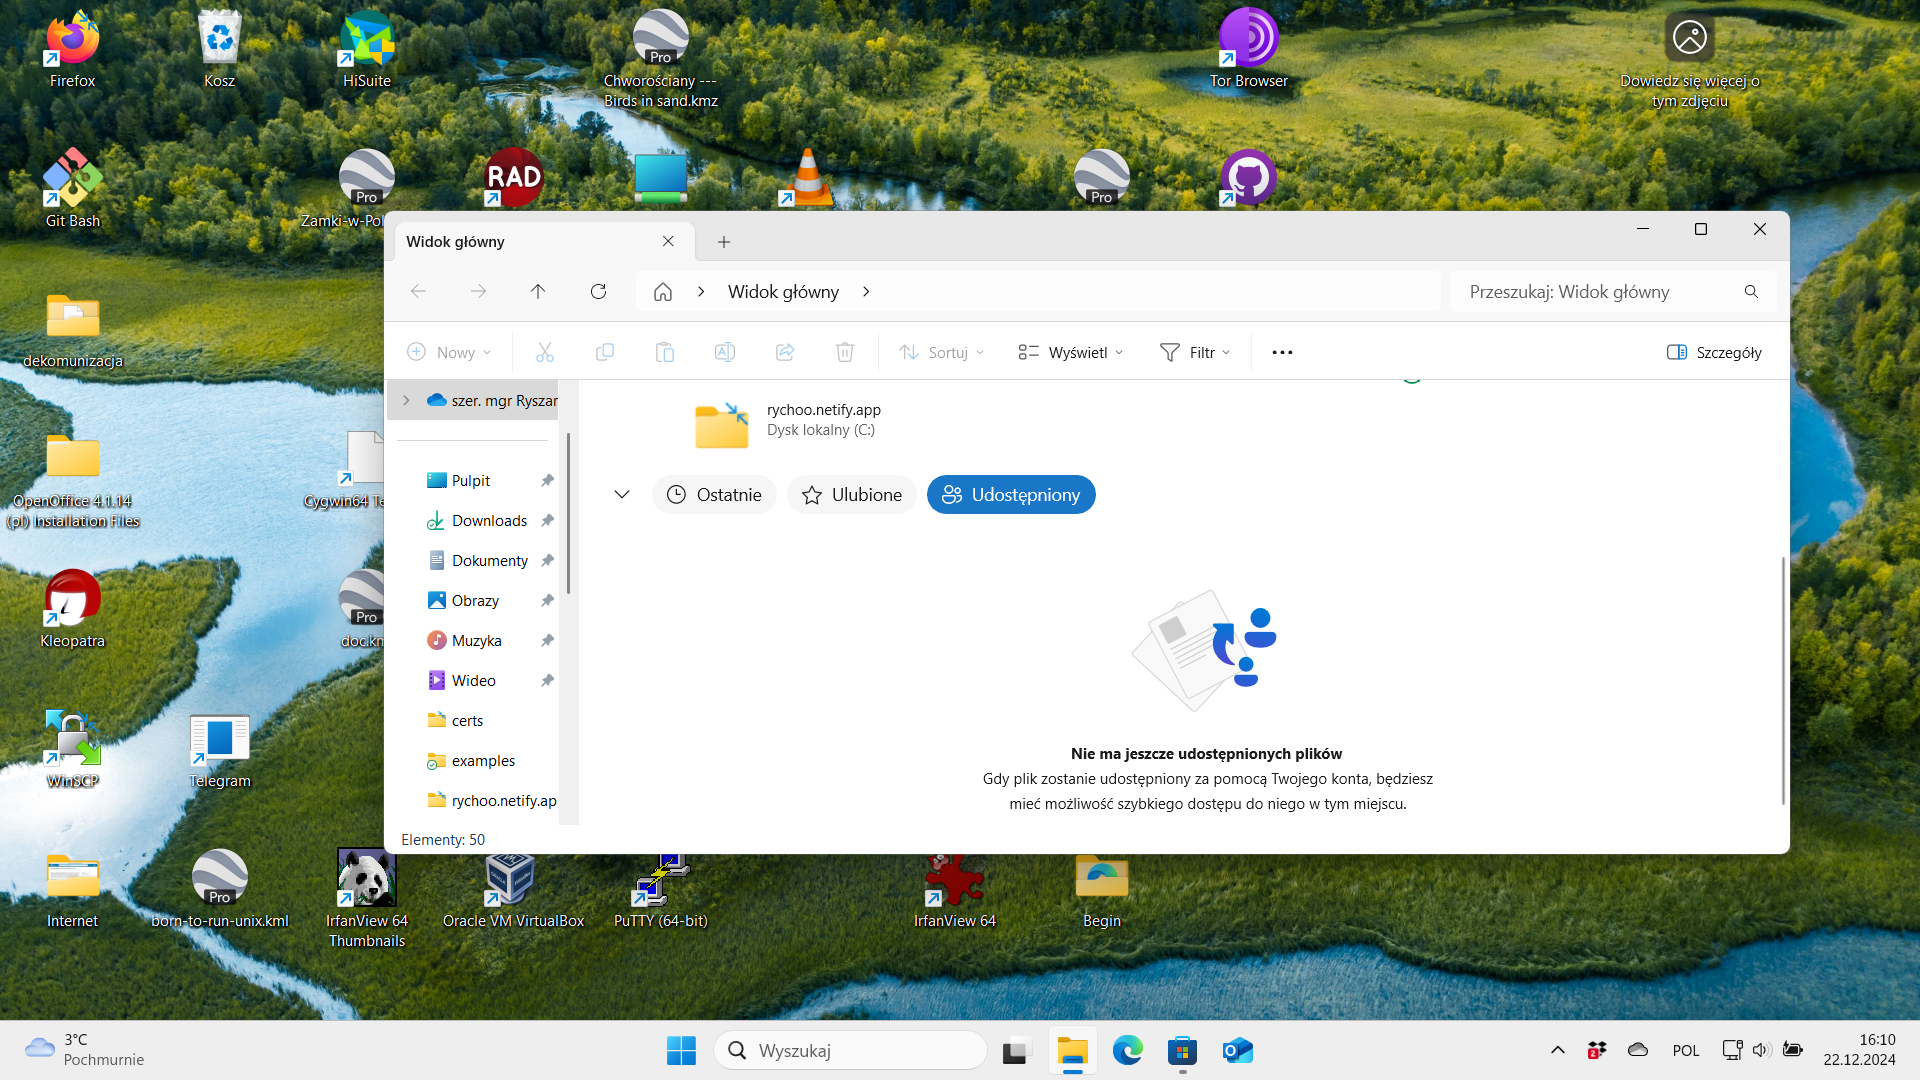 Firefox
Kosz
HiSuite
Pro
Chworościany ---
Birds in sand.kmz
Tor Browser
Dowiedz się więcej o
tym zdjęciu
Git Bash
Pro
Zamki-w-Pol
RAD
Pro
Widok główny
Widok główny
Przeszukaj: Widok główny
Nowy
Sortuj
Wyświetl
Filtr
Szczegóły
dekomunizacja
szer. mgr Ryszar
rychoo.netify.app
Dysk lokalny (C:)
Pulpit
Ostatnie
Ulubione
Udostępniony
OpenOffice 4.1.14
(pl) Installation Files
Cygwin64 Te
Downloads
Dokumenty
Obrazy
Pro
Kleopatra
doc.km
Muzyka
Wideo
certs
Nie ma jeszcze udostępnionych plików
Gdy plik zostanie udostępniony za pomocą Twojego konta, będziesz
mieć możliwość szybkiego dostępu do niego w tym miejscu.
examples
WinSCP
Telegram
rychoo.netify.ap
Elementy: 50
Pro
Internet
born-to-run-unix.kml
IrfanView 64
Thumbnails
Oracle VM VirtualBox
PuTTY (64-bit)
IrfanView 64
Begin
3°C
Pochmurnie
Wyszukaj
2
POL
16:10
22.12.2024